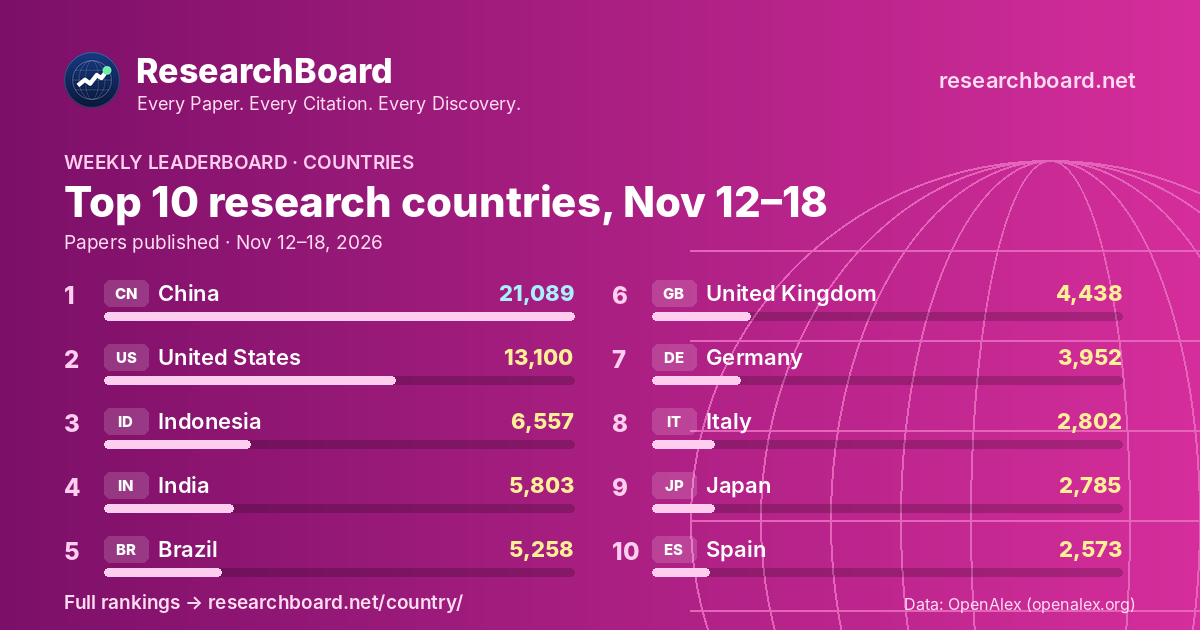 ResearchBoard
Every Paper. Every Citation. Every Discovery.
researchboard.net
WEEKLY LEADERBOARD · COUNTRIES
Top 10 research countries, Nov 12–18
Papers published · Nov 12–18, 2026
1 CN China 21,089
2 US United States 13,100
3 ID Indonesia 6,557
4 IN India 5,803
5 BR Brazil 5,258
6 GB United Kingdom 4,438
7 DE Germany 3,952
8 IT Italy 2,802
9 JP Japan 2,785
10 ES Spain 2,573
Full rankings → researchboard.net/country/
Data: OpenAlex (openalex.org)